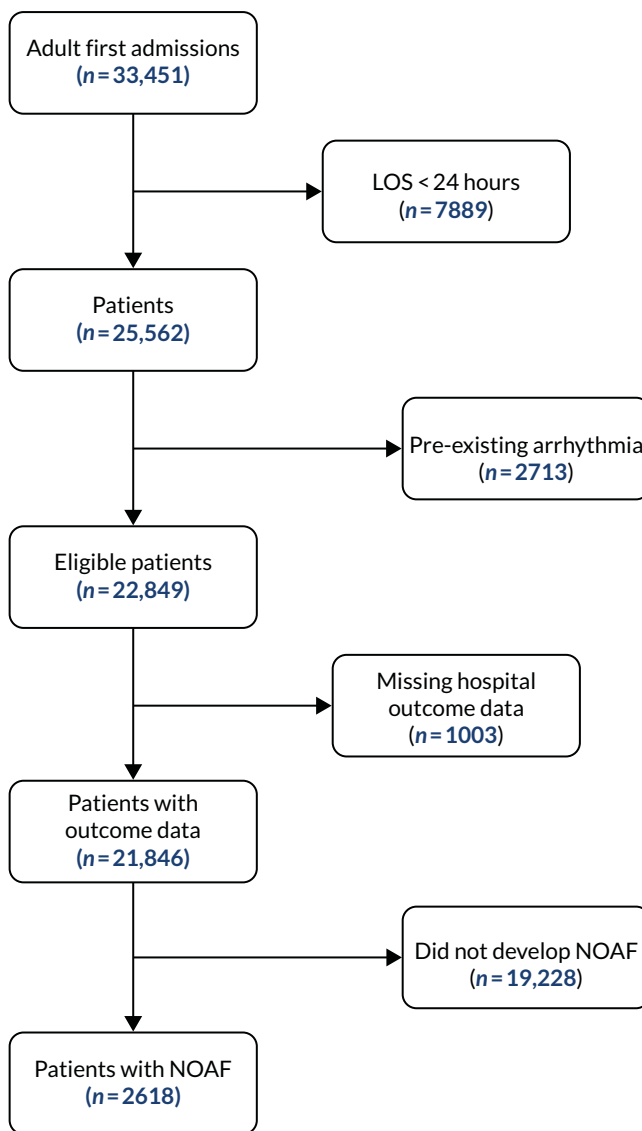 Adult first admissions
(n=33,451)
LOS < 24 hours
(n=7889)
Patients
(n=25,562)
Pre-existing arrhythmia
(n=2713)
Eligible patients
(n=22,849)
Missing hospital
outcome data
(n=1003)
Patients with
outcome data
(n=21,846)
Did not develop NOAF
(n=19,228)
Patients with NOAF
(n=2618)